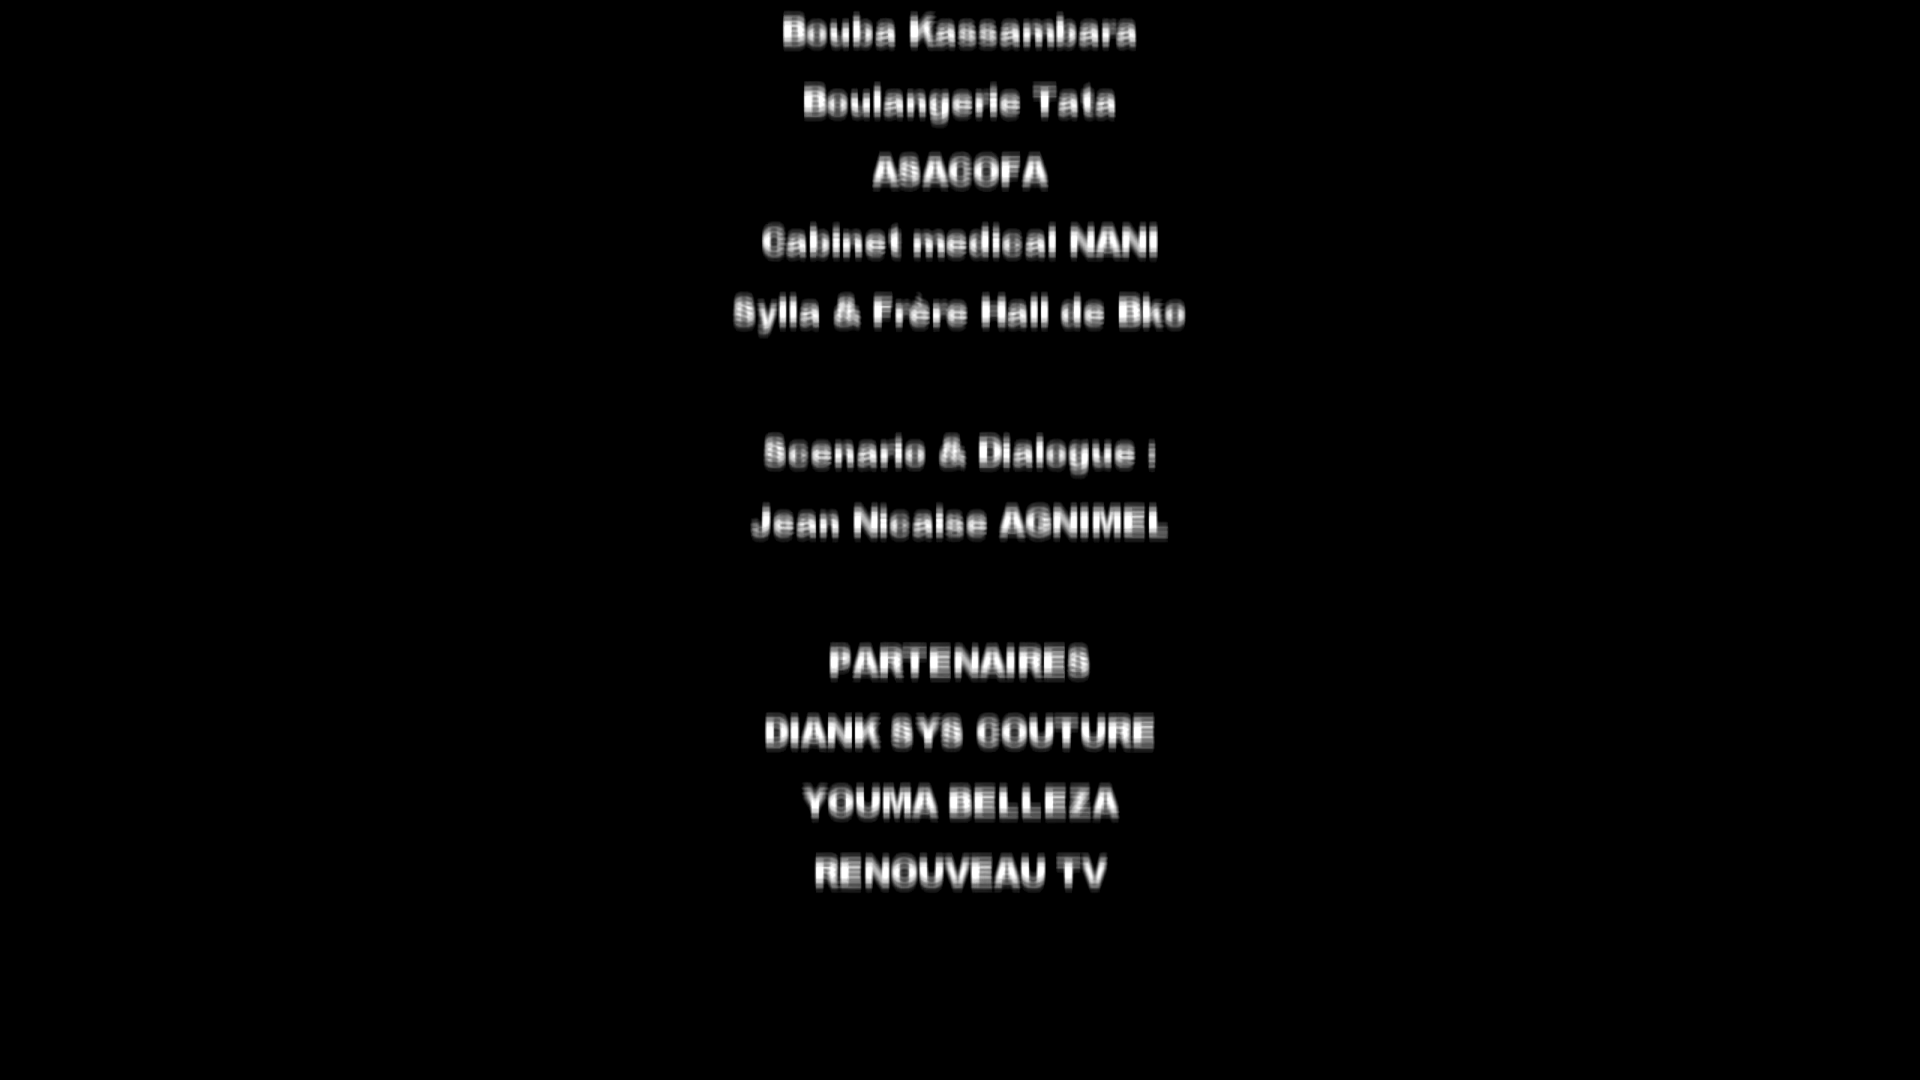 Bouba Kassambara
Boulangerie Tata
ASACOFA
Cabinet medical NANI
Sylla & Frère Hall de Bko
Scenario & Dialogue :
Jean Nicaise AGNIMEL
PARTENAIRES
DIANK SYS COUTURE
YOUMA BELLEZA
RENOUVEAU TV